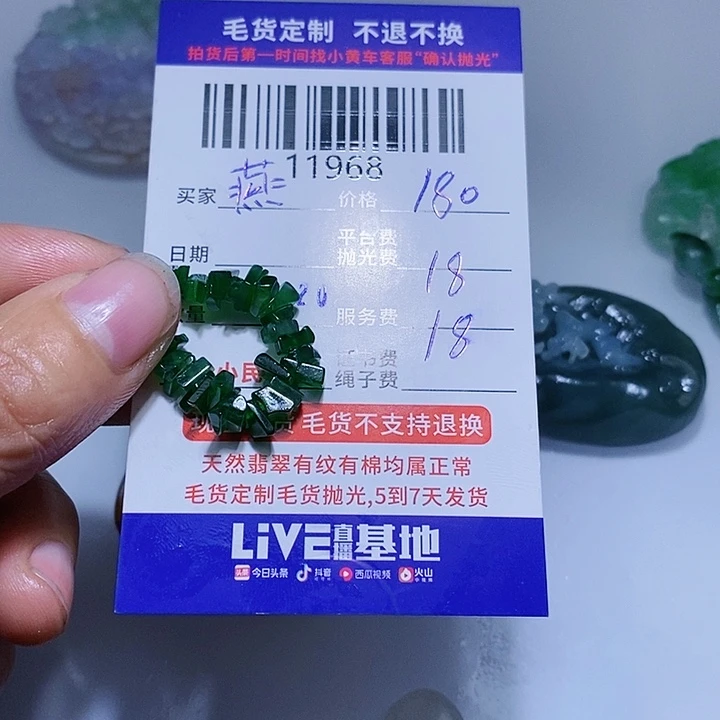 毛货定制 不退不换
拍货后第一时间找小黄车客服“确认抛光”
11968
买家 燕 价格 180
平台费
日期 抛光费 18
20 服务费 18
绳子费
小民
毛货不支持退换
天然翡翠有纹有棉均属正常
毛货定制毛货抛光,5到7天发货
LiVE直播基地
头条 今日头条 抖音 西瓜视频 火山